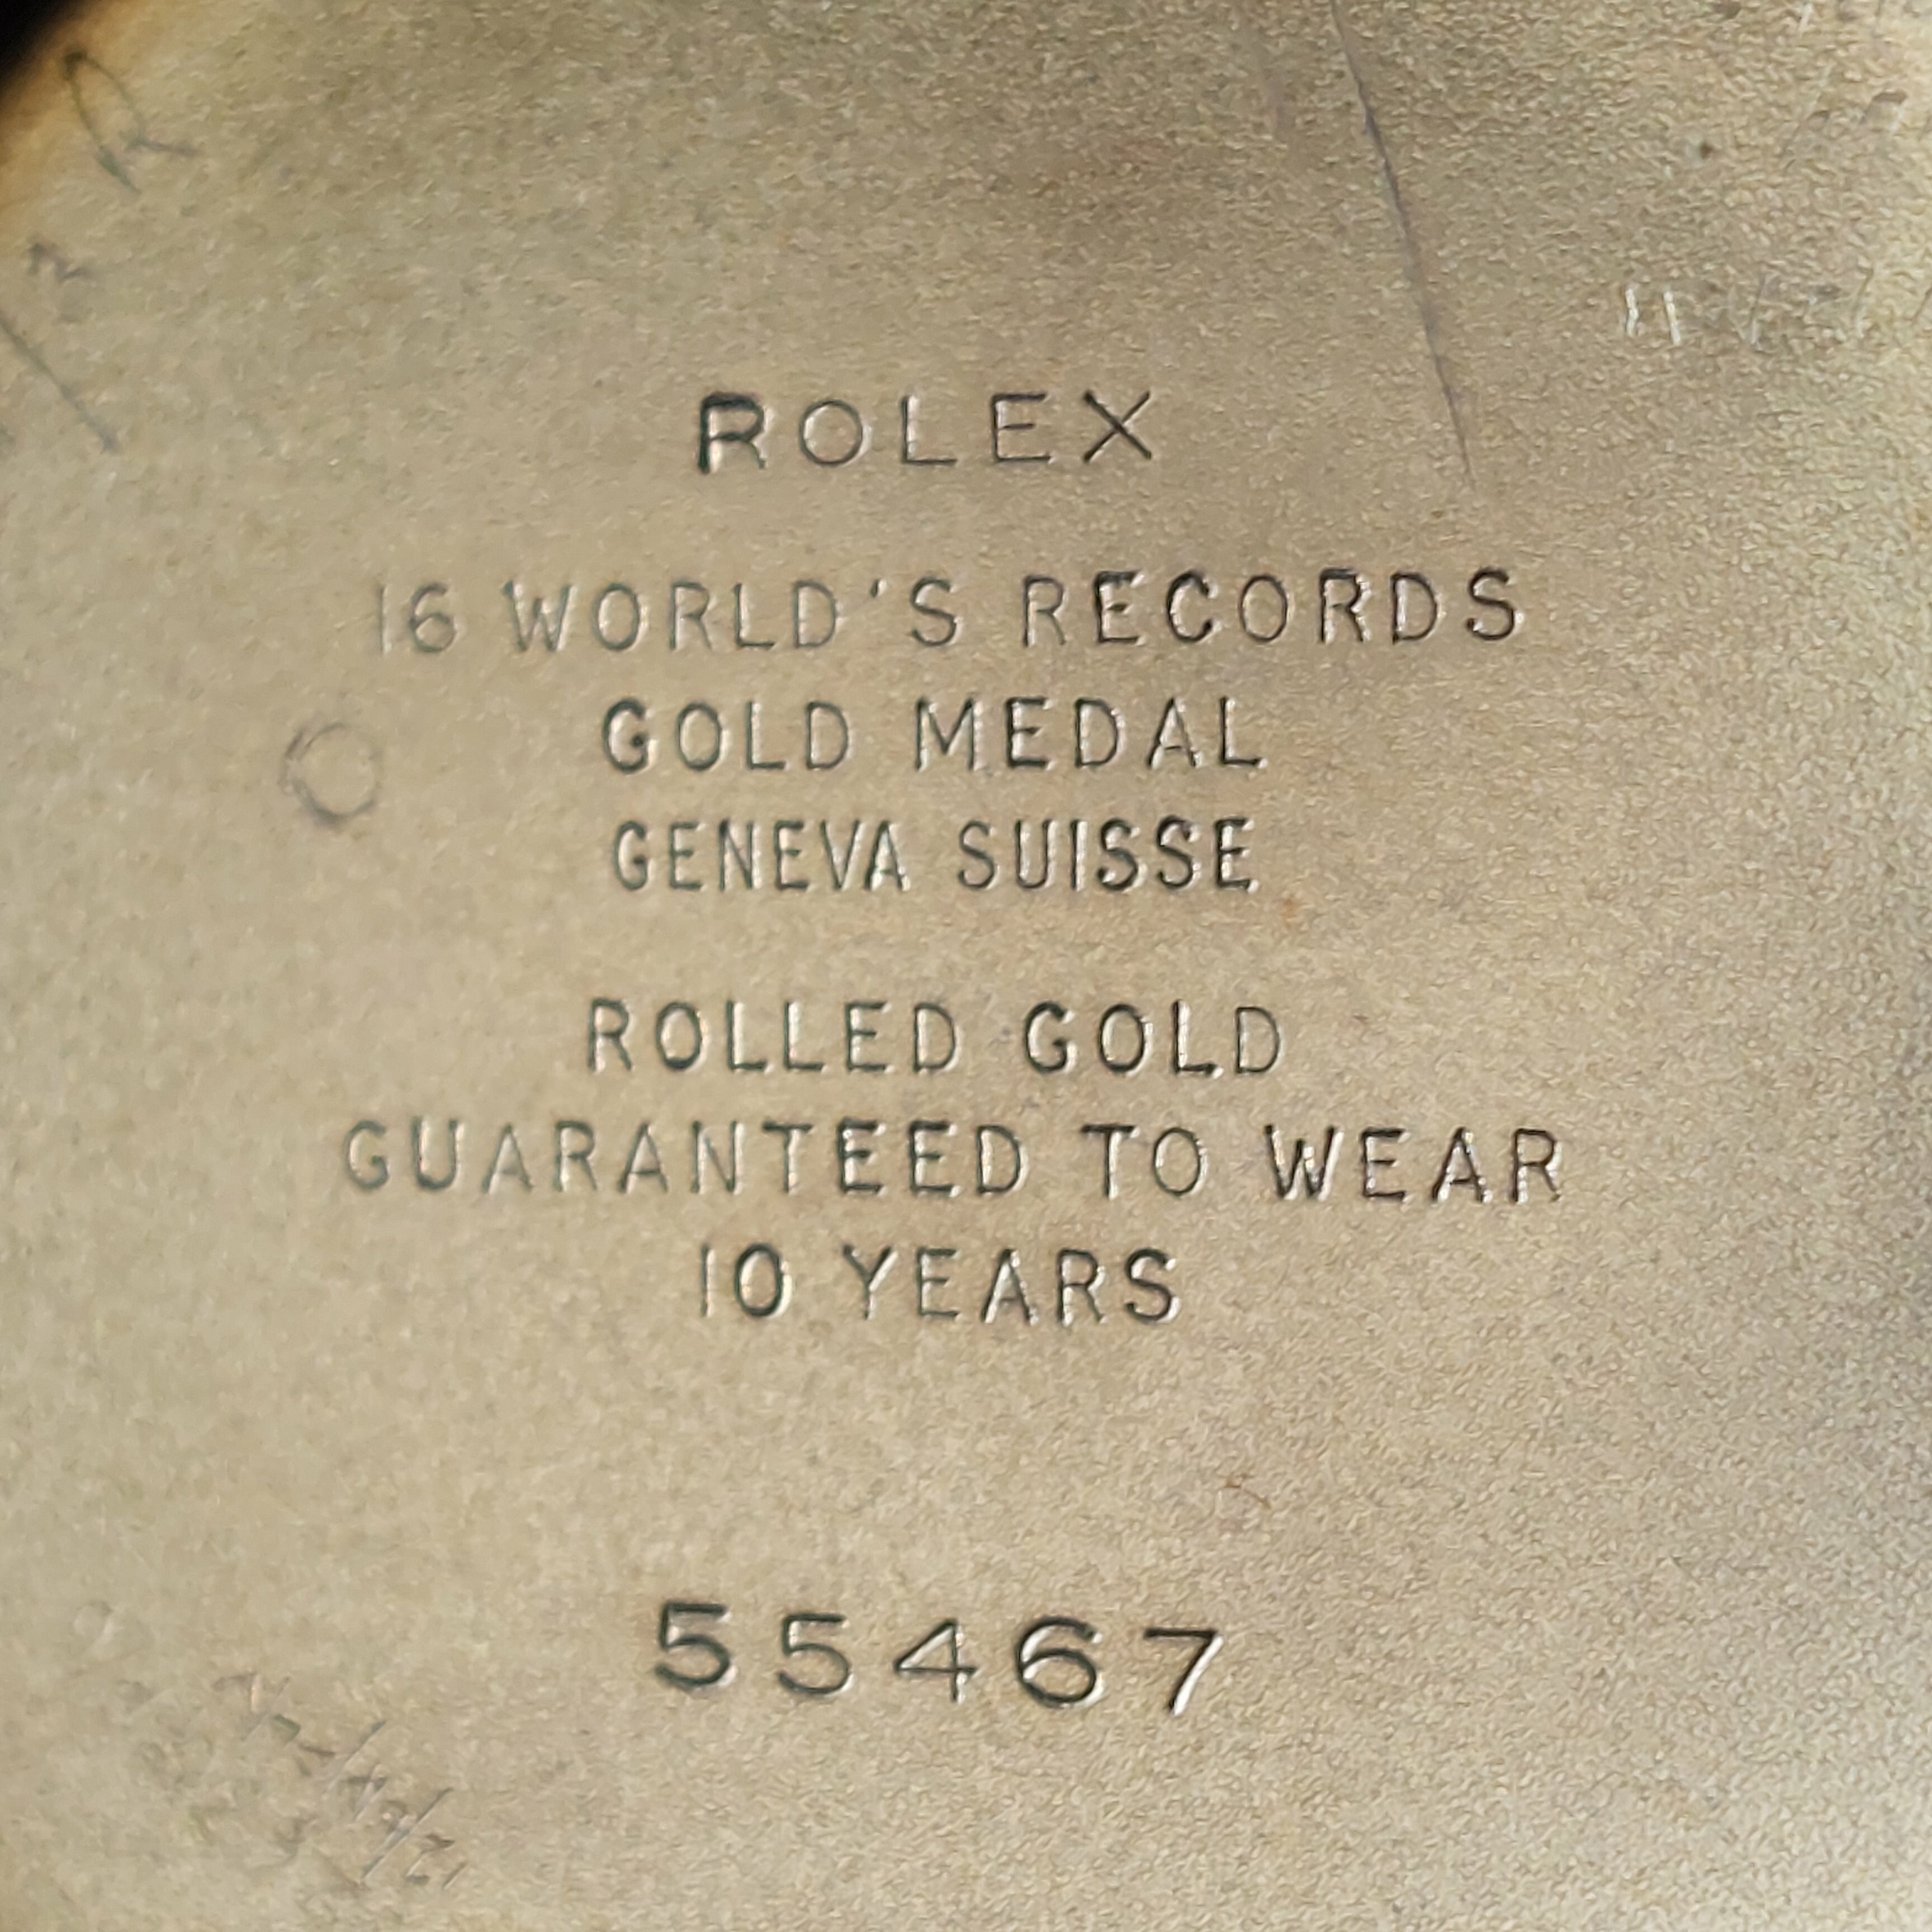 ROLEX
16 WORLD'S RECORDS
GOLD MEDAL
GENEVA SUISSE
ROLLED GOLD
GUARANTEED TO WEAR
10 YEARS
55467